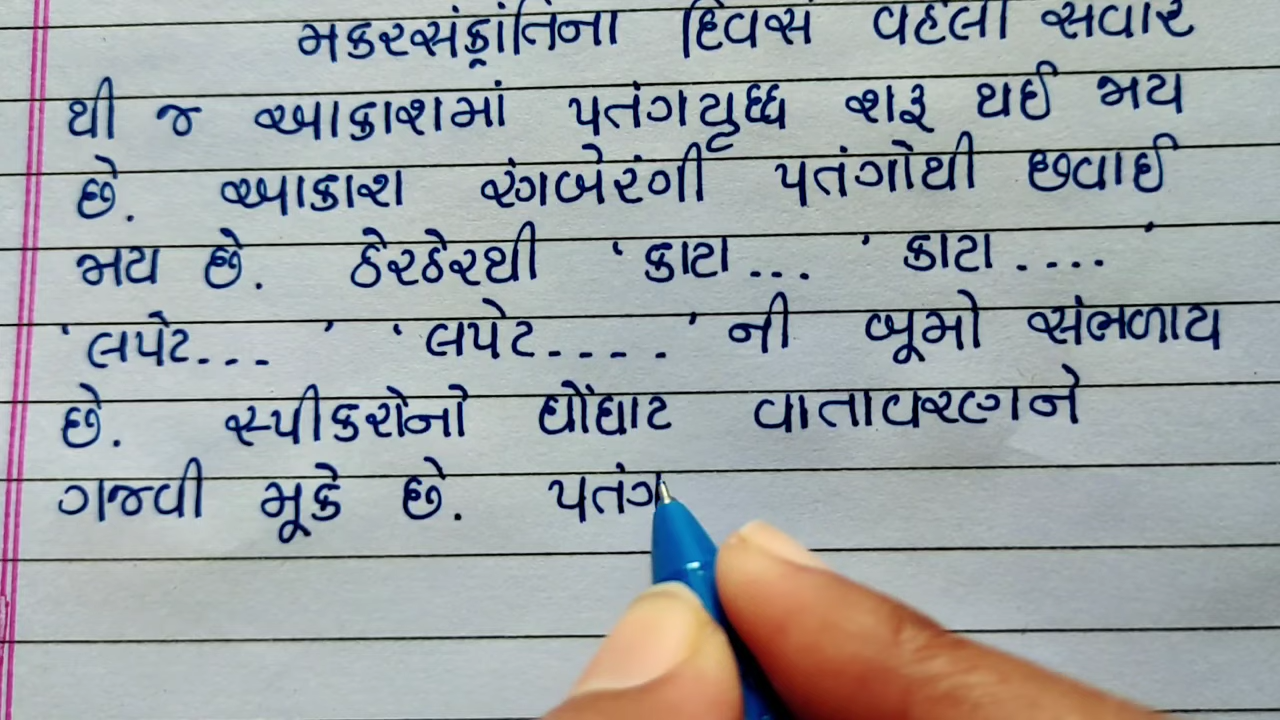 મકરસંક્રાંતિના દિવસે વહેલી સવાર
થી જ આકાશમાં પતંગયુદ્ધ શરૂ થઈ જાય
છે. આકાશ રંગબેરંગી પતંગોથી છવાઈ
જાય છે. ઠેરઠેરથી 'કાટા... ' કાટા .... '
'લપેટ... ' 'લપેટ.... ' ની બૂમો સંભળાય
છે. સ્પીકરોનો ઘોંઘાટ વાતાવરણને
ગજવી મૂકે છે. પતંગ